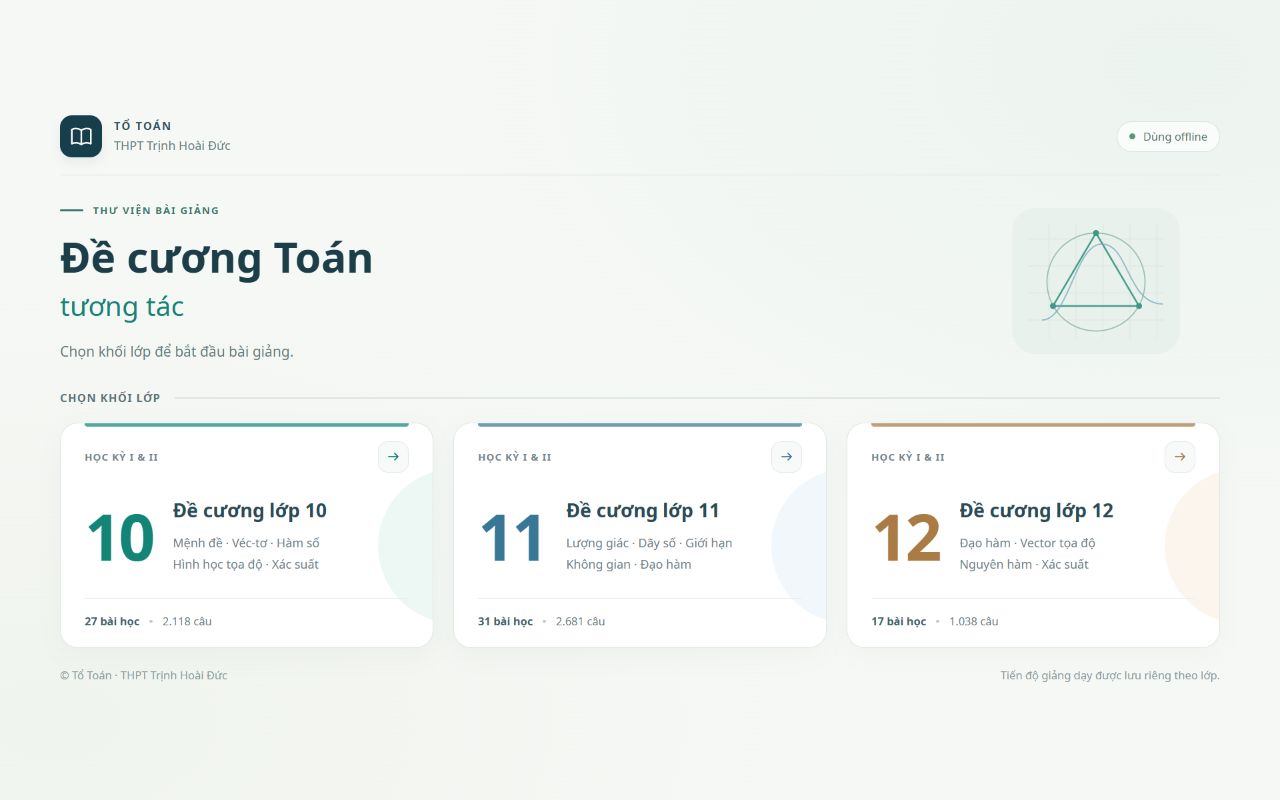 TỔ TOÁN
THPT Trịnh Hoài Đức
Dùng offline
THƯ VIỆN BÀI GIẢNG
Đề cương Toán
tương tác
Chọn khối lớp để bắt đầu bài giảng.
CHỌN KHỐI LỚP
HỌC KỲ I & II
10
Đề cương lớp 10
Mệnh đề · Véc-tơ · Hàm số
Hình học tọa độ · Xác suất
27 bài học • 2.118 câu
HỌC KỲ I & II
11
Đề cương lớp 11
Lượng giác · Dãy số · Giới hạn
Không gian · Đạo hàm
31 bài học • 2.681 câu
HỌC KỲ I & II
12
Đề cương lớp 12
Đạo hàm · Vector tọa độ
Nguyên hàm · Xác suất
17 bài học • 1.038 câu
© Tổ Toán · THPT Trịnh Hoài Đức
Tiến độ giảng dạy được lưu riêng theo lớp.